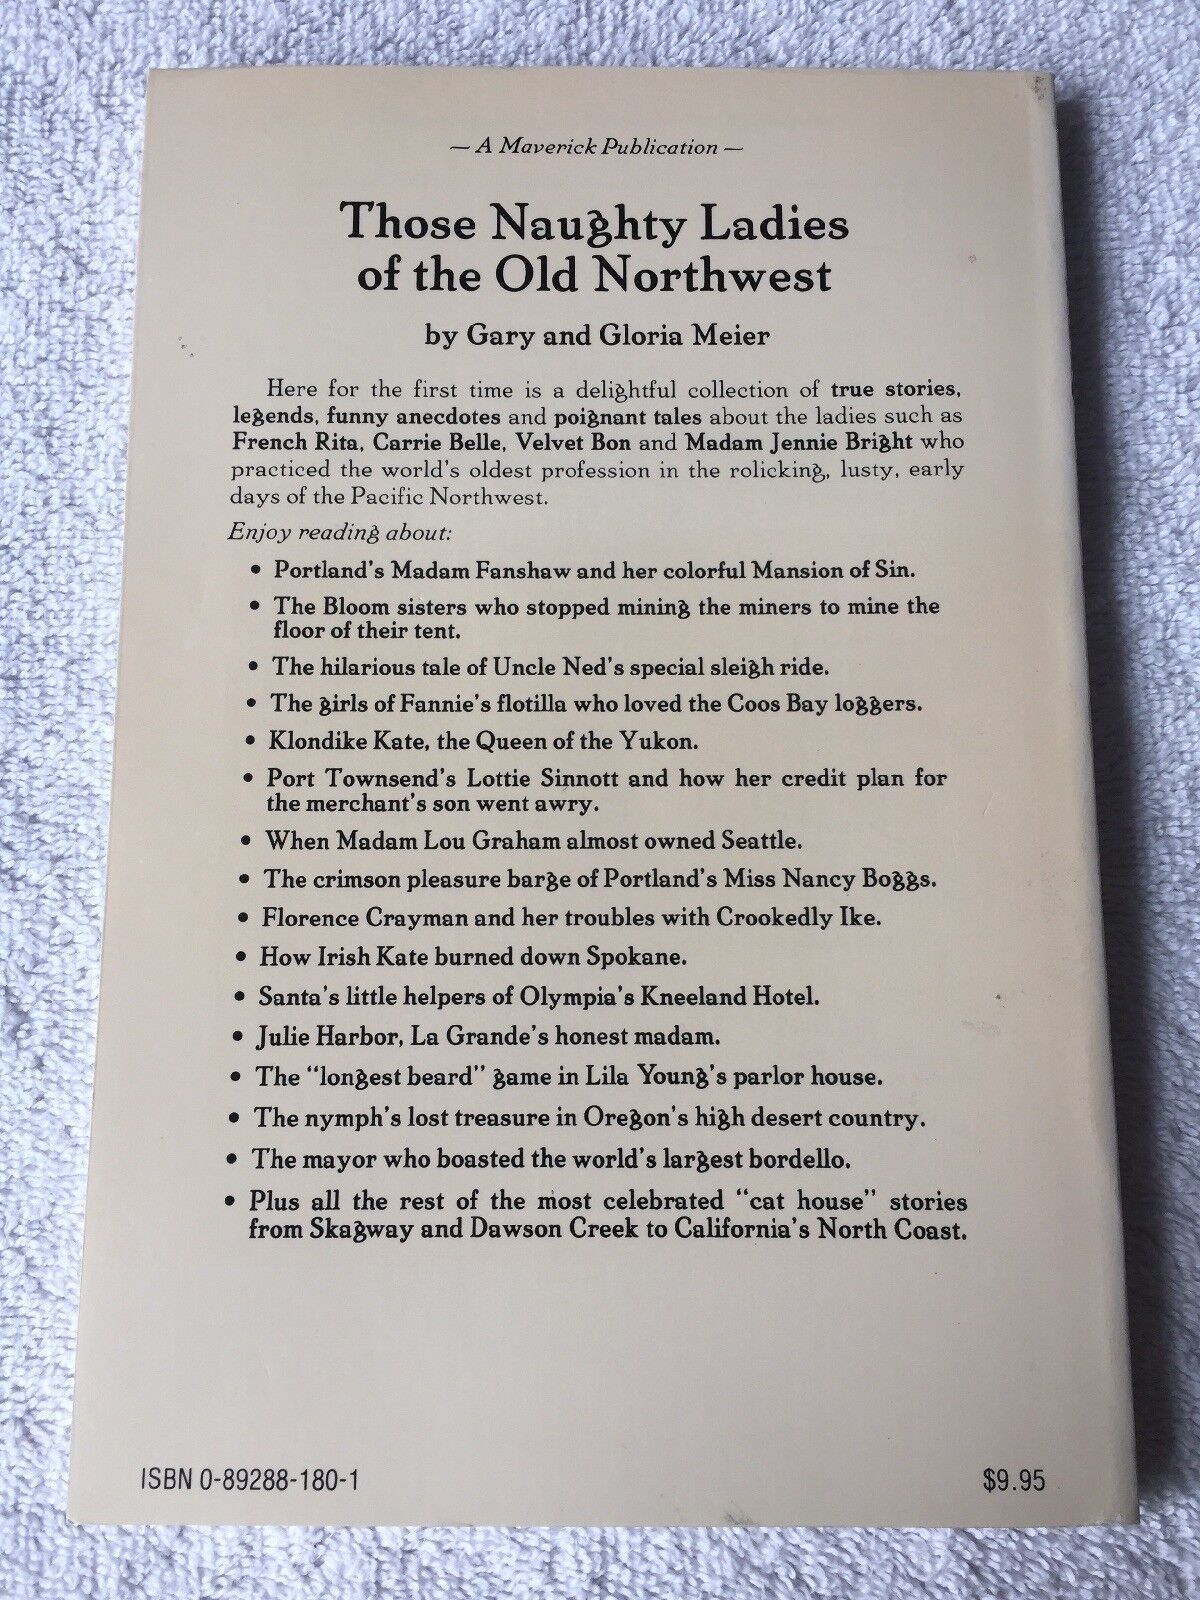 — A Maverick Publication —
Those Naughty Ladies
of the Old Northwest
by Gary and Gloria Meier
Here for the first time is a delightful collection of true stories,
legends, funny anecdotes and poignant tales about the ladies such as
French Rita, Carrie Belle, Velvet Bon and Madam Jennie Bright who
practiced the world's oldest profession in the rolicking, lusty, early
days of the Pacific Northwest.
Enjoy reading about:
• Portland's Madam Fanshaw and her colorful Mansion of Sin.
• The Bloom sisters who stopped mining the miners to mine the
floor of their tent.
• The hilarious tale of Uncle Ned's special sleigh ride.
• The girls of Fannie's flotilla who loved the Coos Bay loggers.
• Klondike Kate, the Queen of the Yukon.
• Port Townsend's Lottie Sinnott and how her credit plan for
the merchant's son went awry.
• When Madam Lou Graham almost owned Seattle.
• The crimson pleasure barge of Portland's Miss Nancy Boggs.
• Florence Crayman and her troubles with Crookedly Ike.
• How Irish Kate burned down Spokane.
• Santa's little helpers of Olympia's Kneeland Hotel.
• Julie Harbor, La Grande's honest madam.
• The "longest beard" game in Lila Young's parlor house.
• The nymph's lost treasure in Oregon's high desert country.
• The mayor who boasted the world's largest bordello.
• Plus all the rest of the most celebrated "cat house" stories
from Skagway and Dawson Creek to California's North Coast.
ISBN 0-89288-180-1
$9.95